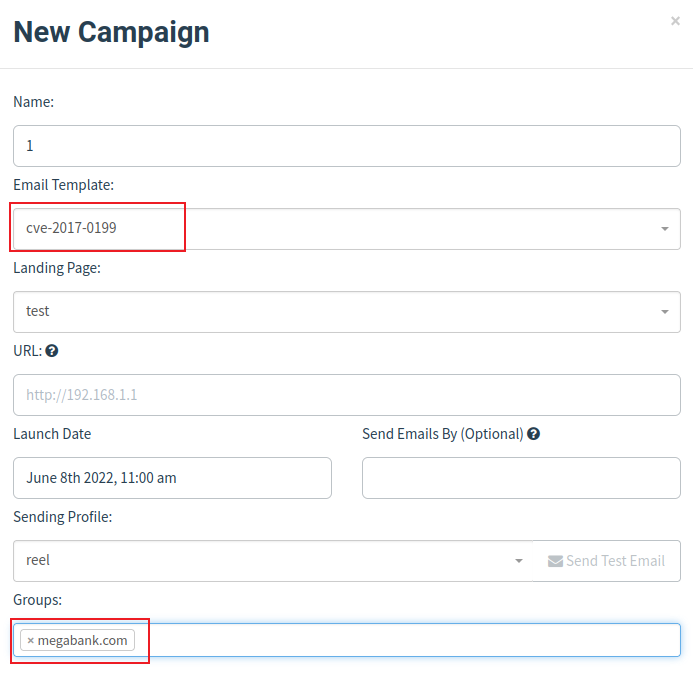 New Campaign ×
Name:
1
Email Template:
cve-2017-0199
Landing Page:
test
URL: ?
http://192.168.1.1
Launch Date Send Emails By (Optional) ?
June 8th 2022, 11:00 am
Sending Profile:
reel Send Test Email
Groups:
× megabank.com